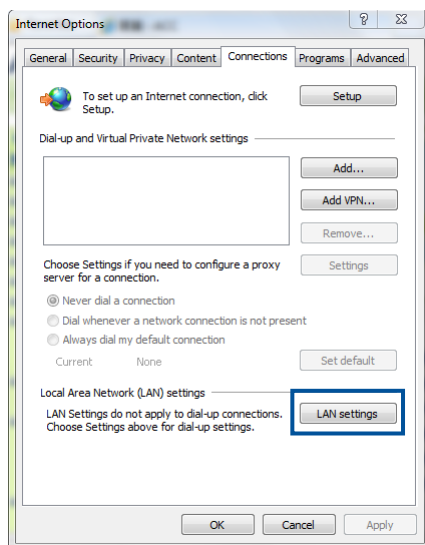 Internet Options
General Security Privacy Content Connections Programs Advanced
To set up an Internet connection, click
Setup.
Setup
Dial-up and Virtual Private Network settings
Add...
Add VPN...
Remove...
Choose Settings if you need to configure a proxy
server for a connection.
Settings
Never dial a connection
Dial whenever a network connection is not present
Always dial my default connection
Current None
Set default
Local Area Network (LAN) settings
LAN Settings do not apply to dial-up connections.
Choose Settings above for dial-up settings.
LAN settings
OK Cancel Apply